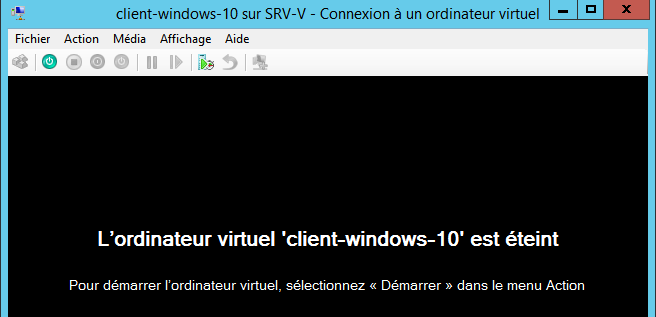 client-windows-10 sur SRV-V - Connexion à un ordinateur virtuel
Fichier Action Média Affichage Aide
L'ordinateur virtuel 'client-windows-10' est éteint
Pour démarrer l'ordinateur virtuel, sélectionnez « Démarrer » dans le menu Action